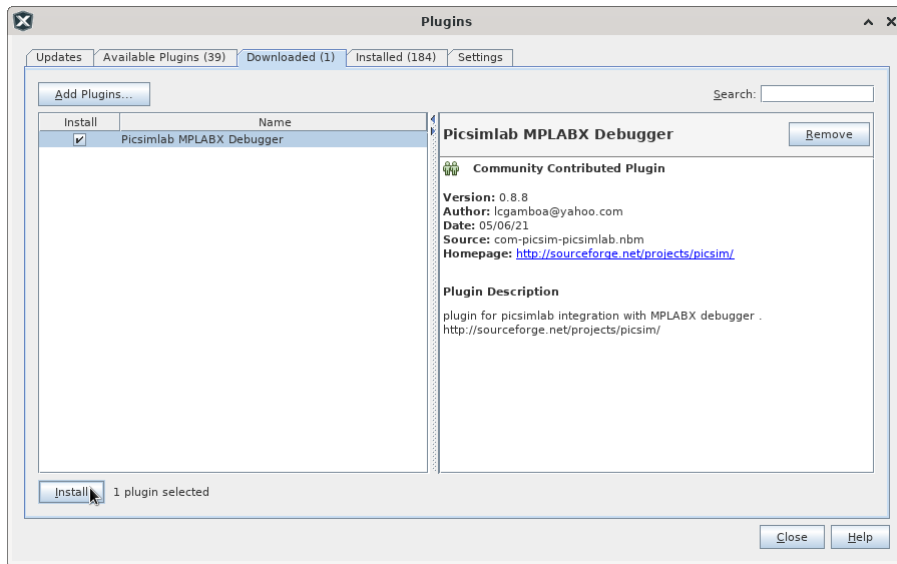 Plugins
Updates
Available Plugins (39)
Downloaded (1)
Installed (184)
Settings
Add Plugins...
Search:
Install
Name
Picsimlab MPLABX Debugger
Picsimlab MPLABX Debugger
Remove
Community Contributed Plugin
Version: 0.8.8
Author: lcgamboa@yahoo.com
Date: 05/06/21
Source: com-picsim-picsimlab.nbm
Homepage: http://sourceforge.net/projects/picsim/
Plugin Description
plugin for picsimlab integration with MPLABX debugger .
http://sourceforge.net/projects/picsim/
Install
1 plugin selected
Close
Help